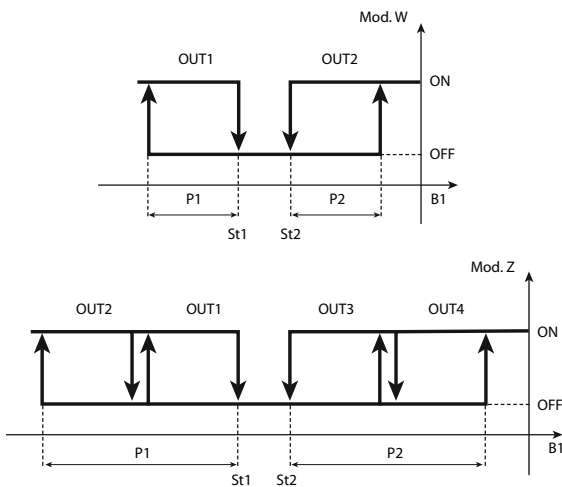 Mod. W
OUT1 OUT2
ON
OFF
P1 P2 B1
St1 St2
Mod. Z
OUT2 OUT1 OUT3 OUT4
ON
OFF
B1
P1 P2
St1 St2